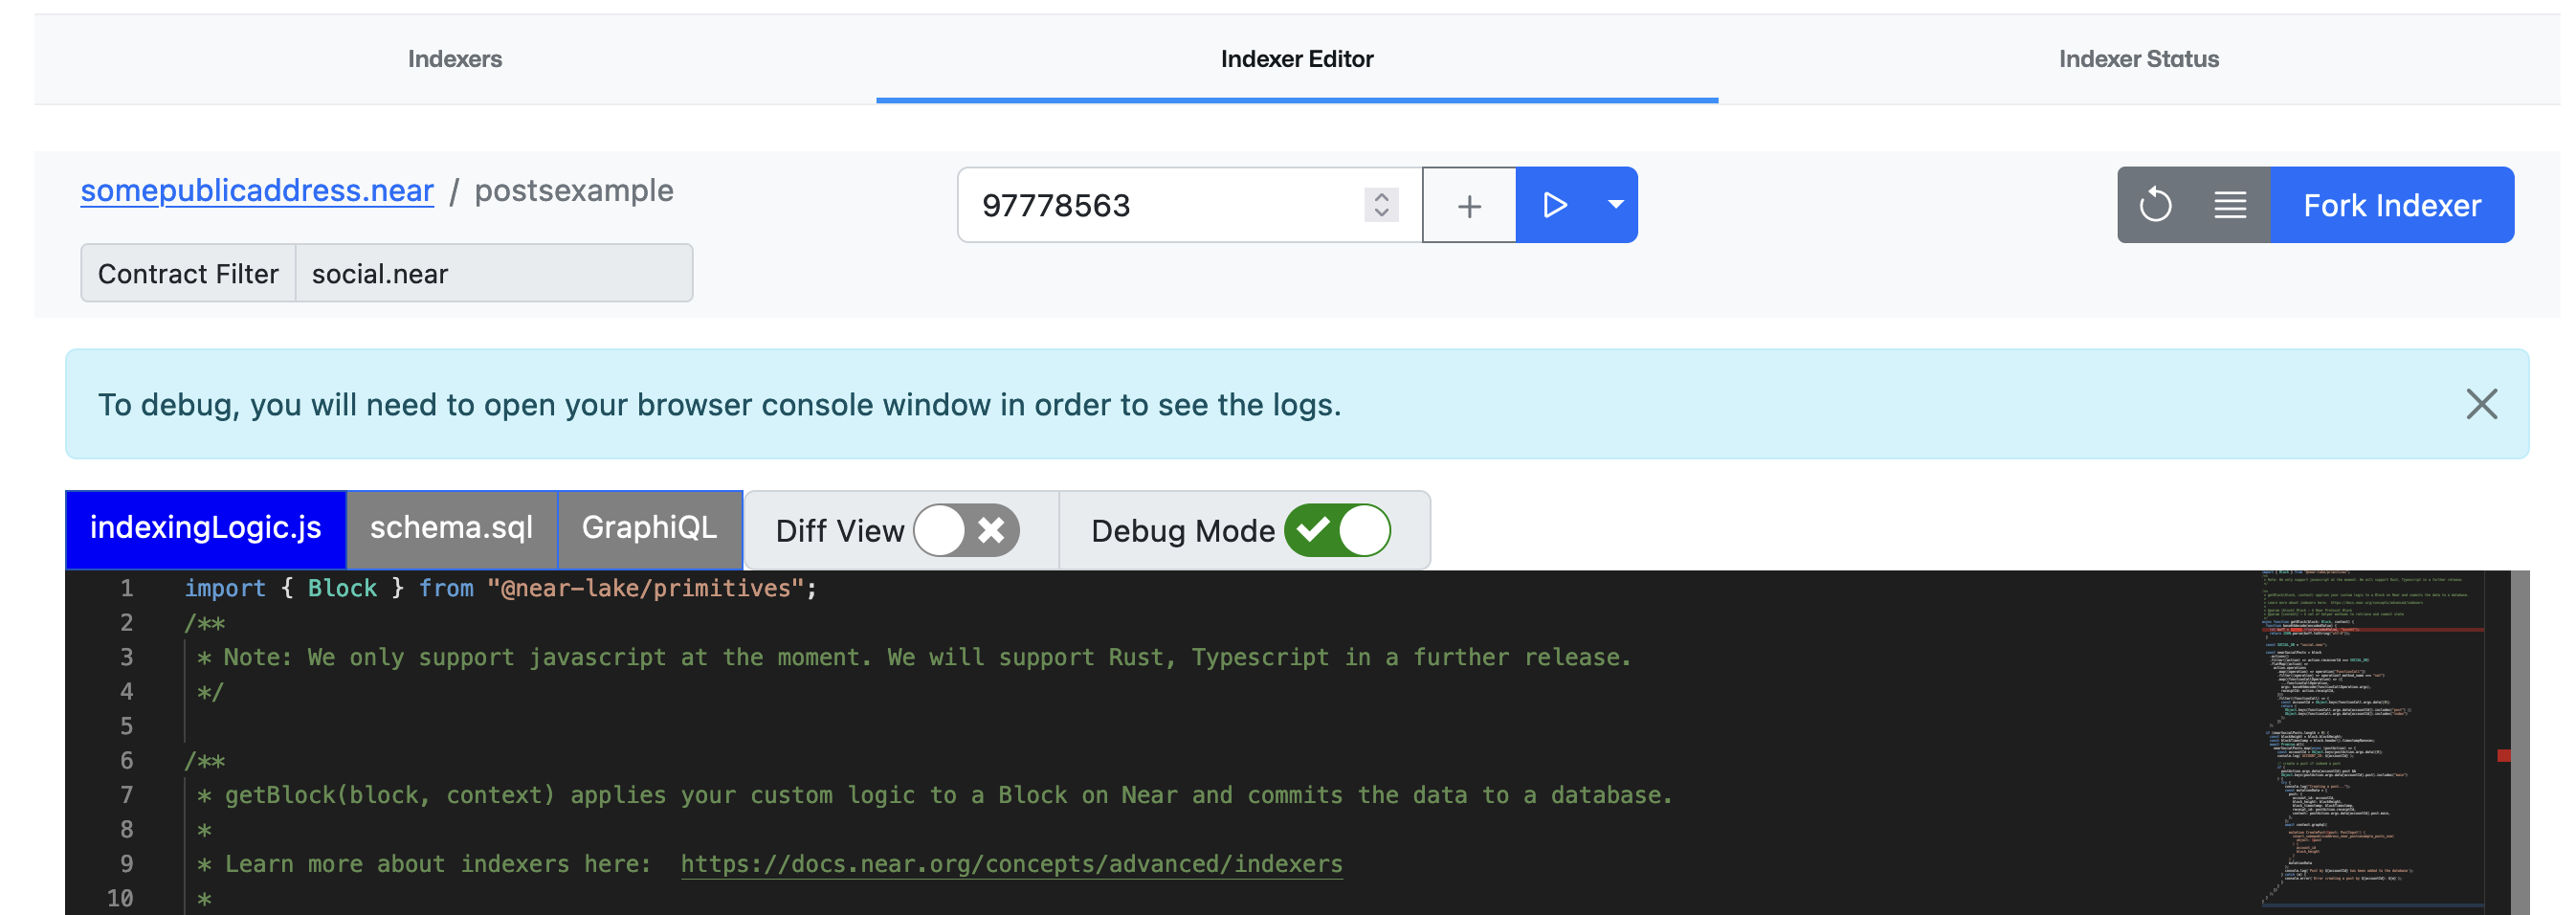 Indexers
Indexer Editor
Indexer Status
somepublicaddress.near / postsexample
97778563
Fork Indexer
Contract Filter social.near
To debug, you will need to open your browser console window in order to see the logs.
indexingLogic.js
schema.sql
GraphiQL
Diff View
Debug Mode
1 import { Block } from "@near-lake/primitives";
2 /**
3 * Note: We only support javascript at the moment. We will support Rust, Typescript in a further release.
4 */
5
6 /**
7 * getBlock(block, context) applies your custom logic to a Block on Near and commits the data to a database.
8 *
9 * Learn more about indexers here: https://docs.near.org/concepts/advanced/indexers
10 *